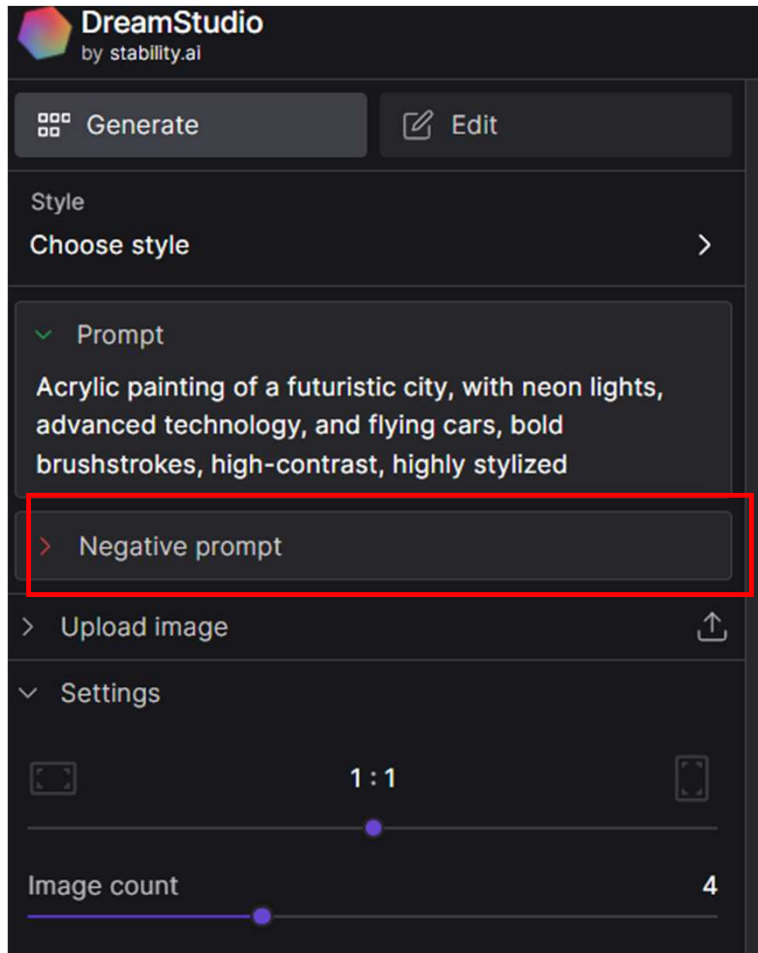 DreamStudio
by stability.ai
Generate
Edit
Style
Choose style
Prompt
Acrylic painting of a futuristic city, with neon lights,
advanced technology, and flying cars, bold
brushstrokes, high-contrast, highly stylized
Negative prompt
Upload image
Settings
1 : 1
Image count
4